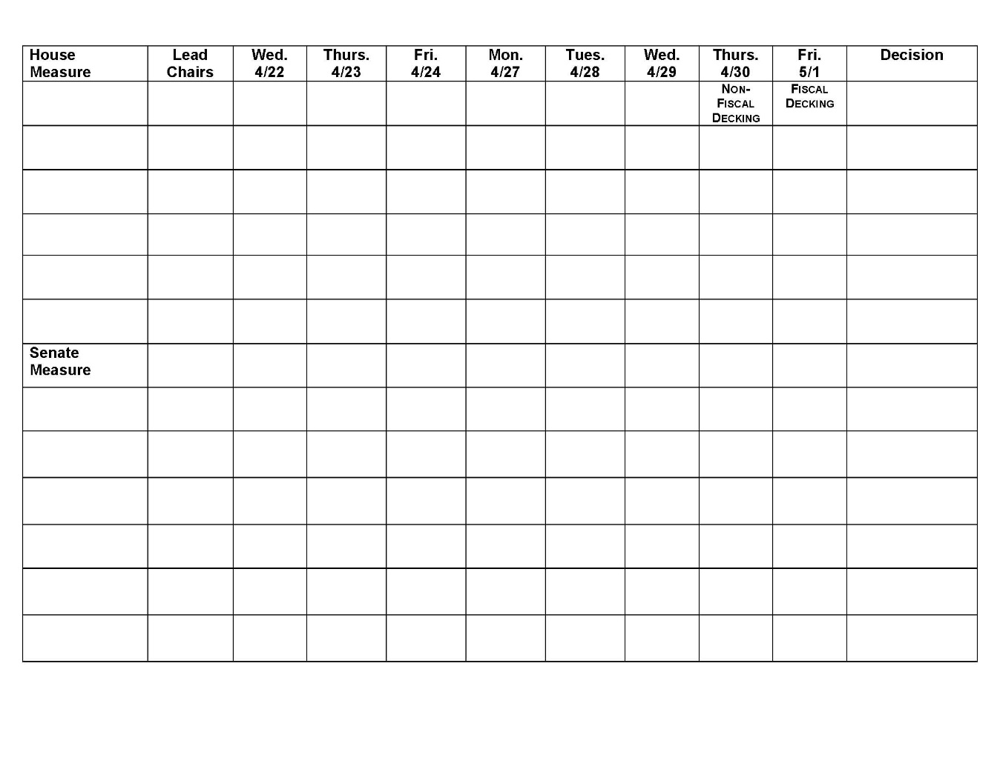 House Lead Wed. Thurs. Fri. Mon. Tues. Wed. Thurs. Fri. Decision
Measure Chairs 4/22 4/23 4/24 4/27 4/28 4/29 4/30 5/1
NON- FISCAL
FISCAL DECKING
DECKING
Senate
Measure